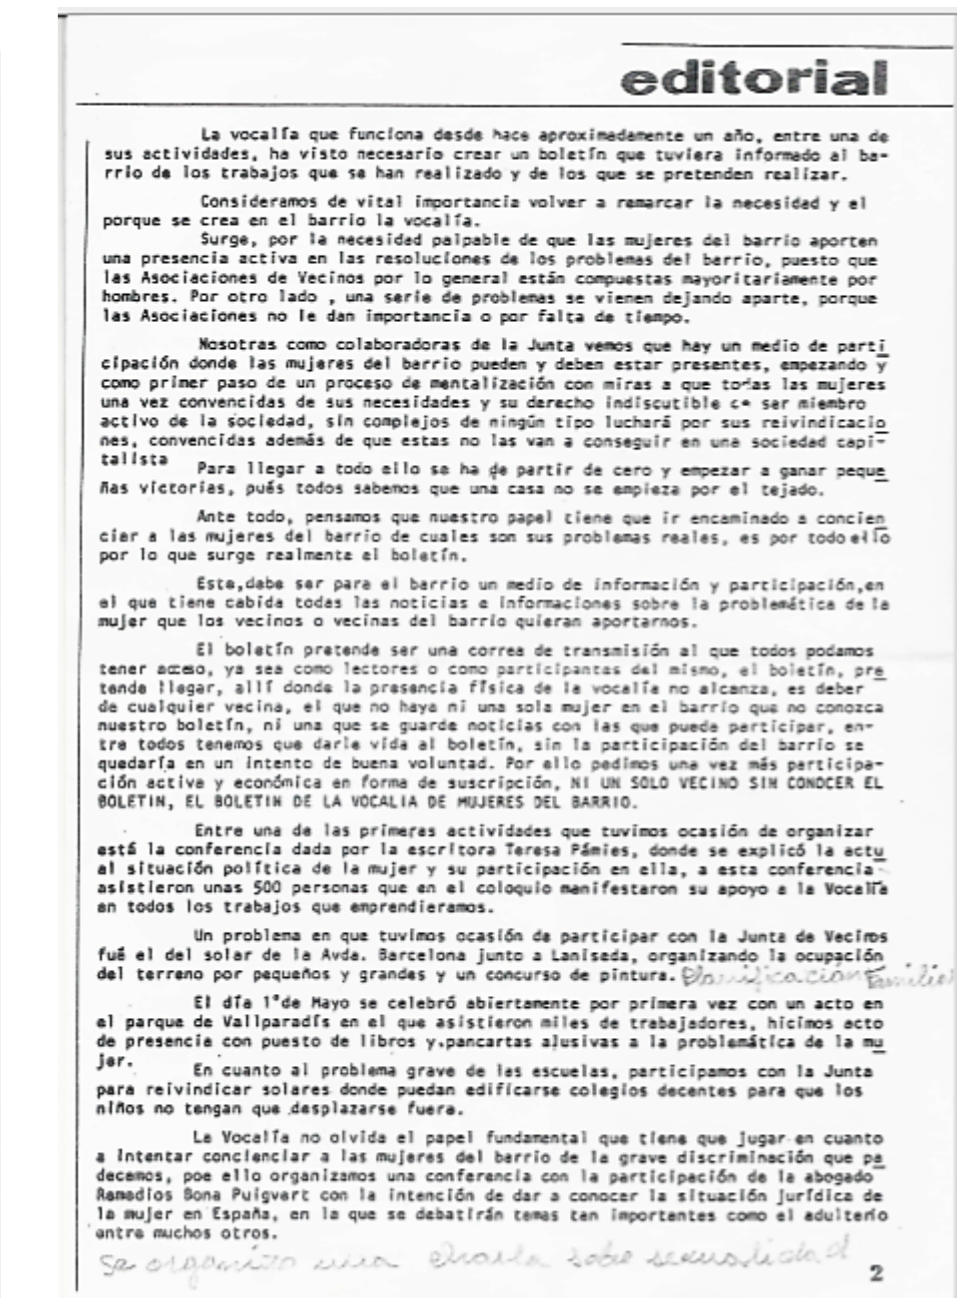 editorial
La vocalía que funciona desde hace aproximadamente un año, entre una de
sus actividades, ha visto necesario crear un boletín que tuviera informado al ba-
rrio de los trabajos que se han realizado y de los que se pretenden realizar.
Consideramos de vital importancia volver a remarcar la necesidad y el
porque se crea en el barrio la vocalía.
Surge, por la necesidad palpable de que las mujeres del barrio aporten
una presencia activa en las resoluciones de los problemas del barrio, puesto que
las Asociaciones de Vecinos por lo general están compuestas mayoritariamente por
hombres. Por otro lado , una serie de problemas se vienen dejando aparte, porque
las Asociaciones no le dan importancia o por falta de tiempo.
Nosotras como colaboradoras de la Junta vemos que hay un medio de parti
cipación donde las mujeres del barrio pueden y deben estar presentes, empezando y
como primer paso de un proceso de mentalización con miras a que todas las mujeres
una vez convencidas de sus necesidades y su derecho indiscutible de ser miembro
activo de la sociedad, sin complejos de ningún tipo luchará por sus reivindicacio
nes, convencidas además de que estas no las van a conseguir en una sociedad capi-
talista
Para llegar a todo ello se ha de partir de cero y empezar a ganar peque
ñas victorias, pués todos sabemos que una casa no se empieza por el tejado.
Ante todo, pensamos que nuestro papel tiene que ir encaminado a concien
ciar a las mujeres del barrio de cuales son sus problemas reales, es por todo ello
por lo que surge realmente el boletín.
Este,debe ser para el barrio un medio de información y participación,en
el que tiene cabida todas las noticias e informaciones sobre la problemática de la
mujer que los vecinos o vecinas del barrio quieran aportarnos.
El boletín pretende ser una correa de transmisión al que todos podamos
tener acceso, ya sea como lectores o como participantes del mismo, el boletín, pre
tende llegar, allí donde la presencia física de la vocalía no alcanza, es deber
de cualquier vecina, el que no haya ni una sola mujer en el barrio que no conozca
nuestro boletín, ni una que se guarde noticias con las que puede participar, en-
tre todos tenemos que darle vida al boletín, sin la participación del barrio se
quedaría en un intento de buena voluntad. Por ello pedimos una vez más participa-
ción activa y económica en forma de suscripción, NI UN SOLO VECINO SIN CONOCER EL
BOLETIN, EL BOLETIN DE LA VOCALIA DE MUJERES DEL BARRIO.
Entre una de las primeras actividades que tuvimos ocasión de organizar
está la conferencia dada por la escritora Teresa Pámies, donde se explicó la actu
al situación política de la mujer y su participación en ella, a esta conferencia
asistieron unas 500 personas que en el coloquio manifestaron su apoyo a la Vocalía
en todos los trabajos que emprendieramos.
Un problema en que tuvimos ocasión de participar con la Junta de Vecinos
fué el del solar de la Avda. Barcelona junto a Laniseda, organizando la ocupación
del terreno por pequeños y grandes y un concurso de pintura. Planificación Familiar
El día 1ºde Mayo se celebró abiertamente por primera vez con un acto en
el parque de Vallparadís en el que asistieron miles de trabajadores, hicimos acto
de presencia con puesto de libros y.pancartas alusivas a la problemática de la mu
jer.
En cuanto al problema grave de las escuelas, participamos con la Junta
para reivindicar solares donde puedan edificarse colegios decentes para que los
niños no tengan que desplazarse fuera.
La Vocalía no olvida el papel fundamental que tiene que jugar en cuanto
a intentar concienciar a las mujeres del barrio de la grave discriminación que pa
decemos, poe ello organizamos una conferencia con la participación de la abogado
Remedios Bona Puigvert con la intención de dar a conocer la situación jurídica de
la mujer en España, en la que se debatirán temas tan importantes como el adulterio
entre muchos otros.
Se organizo una charla sobre sexualidad
2